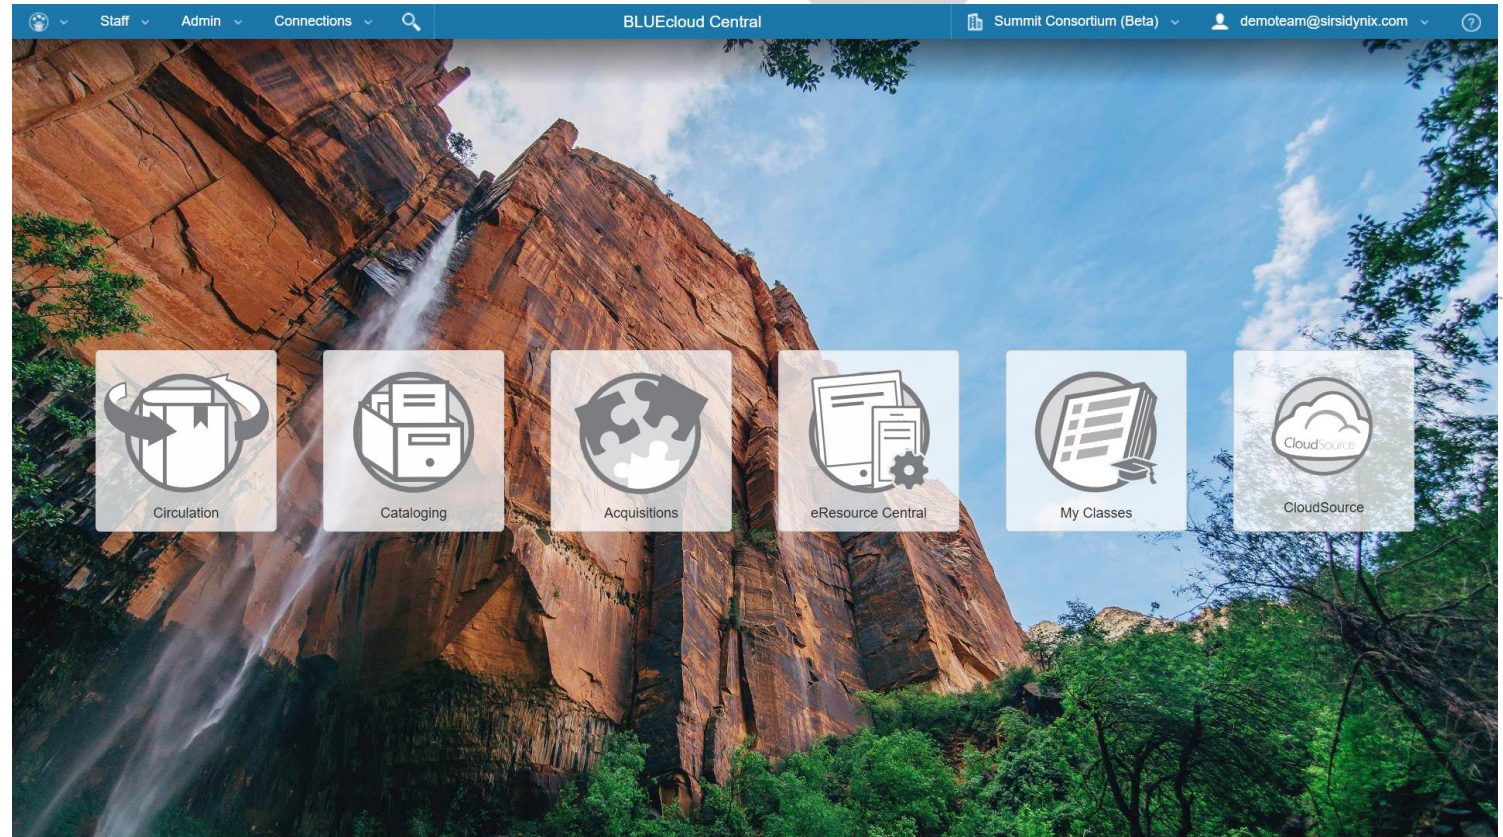 Staff Admin Connections BLUEcloud Central Summit Consortium (Beta) demoteam@sirsidynix.com ?
CloudSource
Circulation Cataloging Acquisitions eResource Central My Classes CloudSource